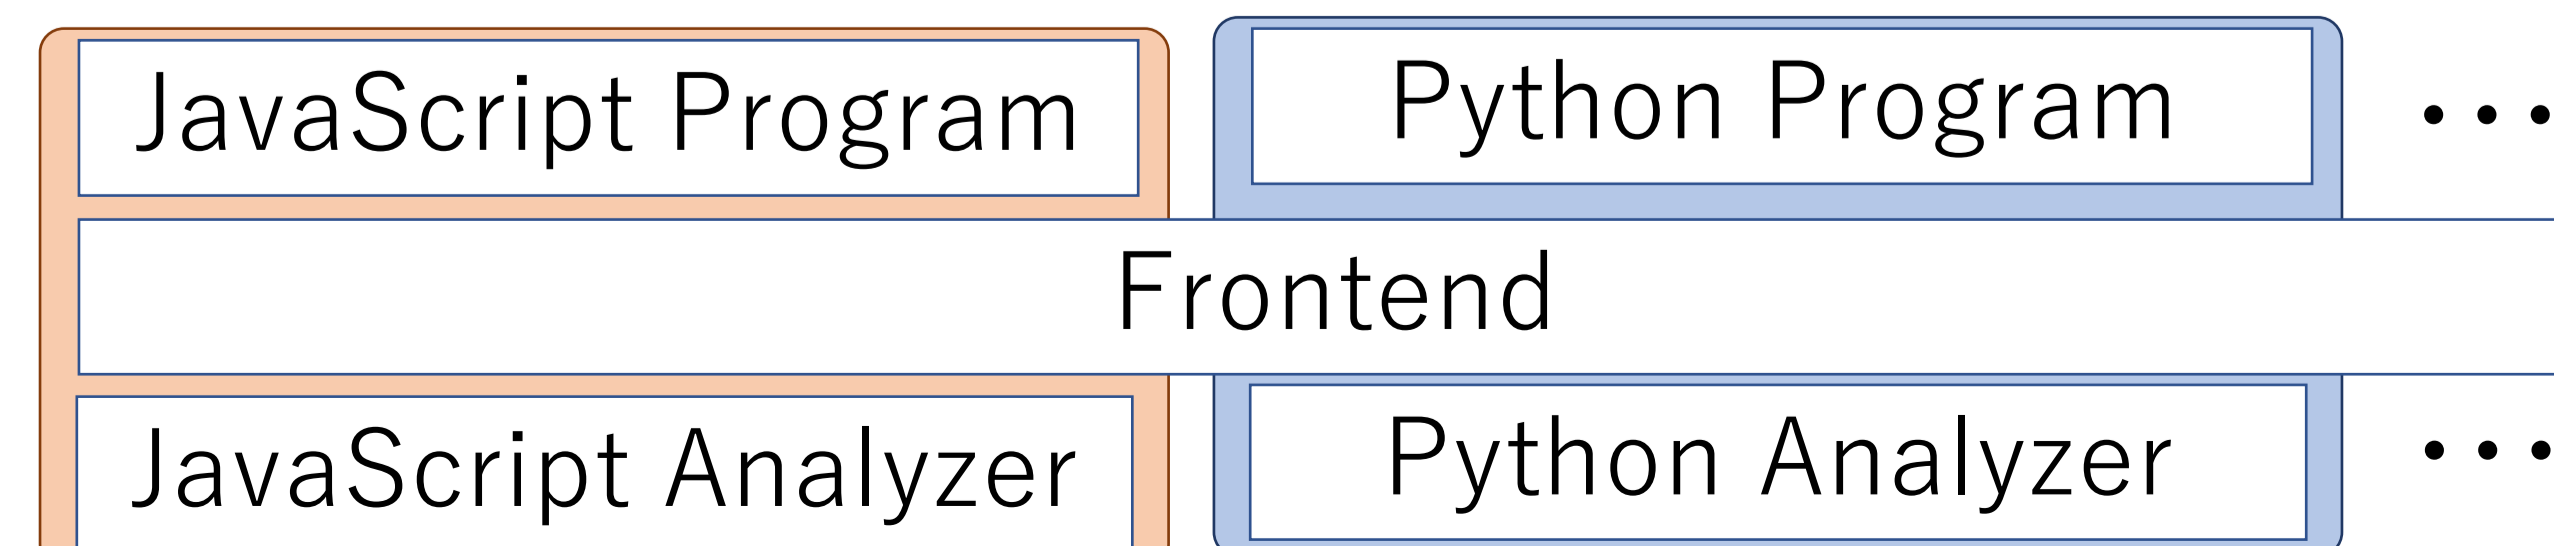 JavaScript Program
Python Program
• • •
Frontend
JavaScript Analyzer
Python Analyzer
• • •